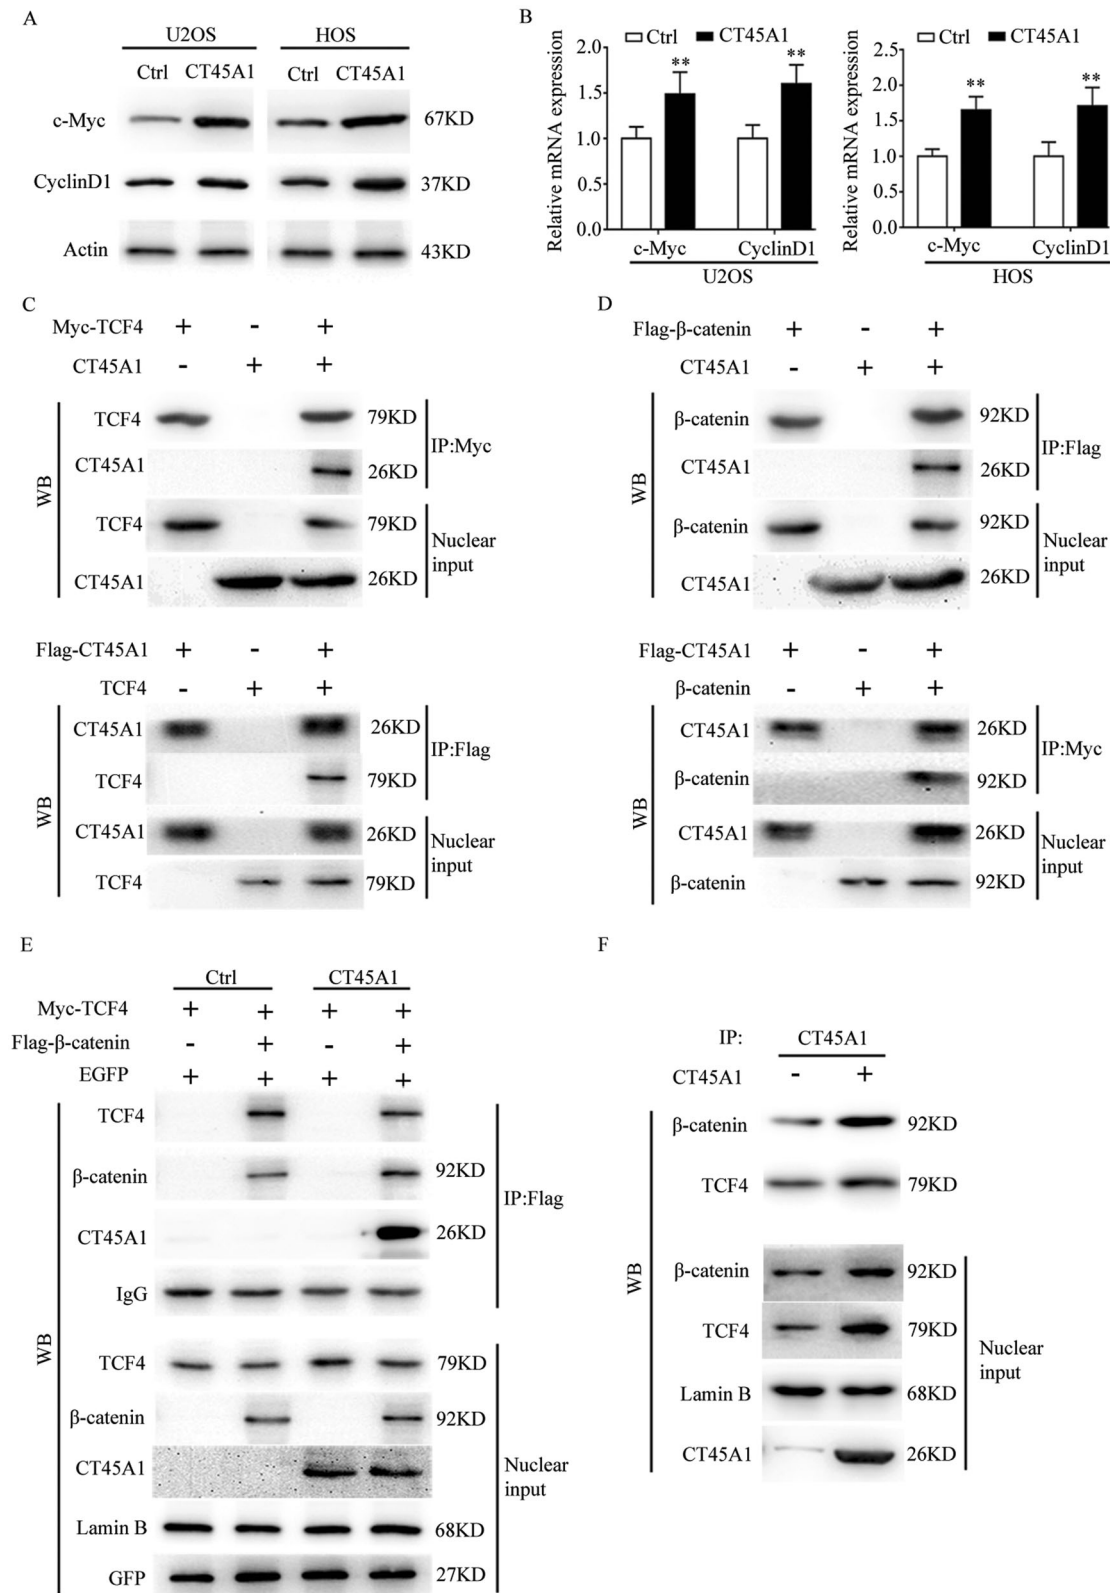 A
U2OS HOS
Ctrl CT45A1 Ctrl CT45A1
c-Myc 67KD
CyclinD1 37KD
Actin 43KD
B
Relative mRNA expression
Ctrl CT45A1
2.0
1.5
1.0
0.5
0.0
** **
c-Myc CyclinD1
U2OS
Relative mRNA expression
Ctrl CT45A1
2.5
2.0
1.5
1.0
0.5
0.0
** **
c-Myc CyclinD1
HOS
C
Myc-TCF4 + - +
CT45A1 - + +
WB
TCF4 79KD
CT45A1 26KD
IP:Myc
TCF4 79KD
CT45A1 26KD
Nuclear
input
Flag-CT45A1 + - +
TCF4 - + +
WB
CT45A1 26KD
TCF4 79KD
IP:Flag
CT45A1 26KD
TCF4 79KD
Nuclear
input
D
Flag-β-catenin + - +
CT45A1 - + +
WB
β-catenin 92KD
CT45A1 26KD
IP:Flag
β-catenin 92KD
CT45A1 26KD
Nuclear
input
Flag-CT45A1 + - +
β-catenin - + +
WB
CT45A1 26KD
β-catenin 92KD
IP:Myc
CT45A1 26KD
β-catenin 92KD
Nuclear
input
E
Ctrl CT45A1
Myc-TCF4 + + + +
Flag-β-catenin - + - +
EGFP + + + +
WB
TCF4
β-catenin 92KD
CT45A1 26KD
IgG
IP:Flag
TCF4 79KD
β-catenin 92KD
CT45A1
Lamin B 68KD
GFP 27KD
Nuclear
input
F
IP: CT45A1
CT45A1 - +
WB
β-catenin 92KD
TCF4 79KD
β-catenin 92KD
TCF4 79KD
Lamin B 68KD
CT45A1 26KD
Nuclear
input